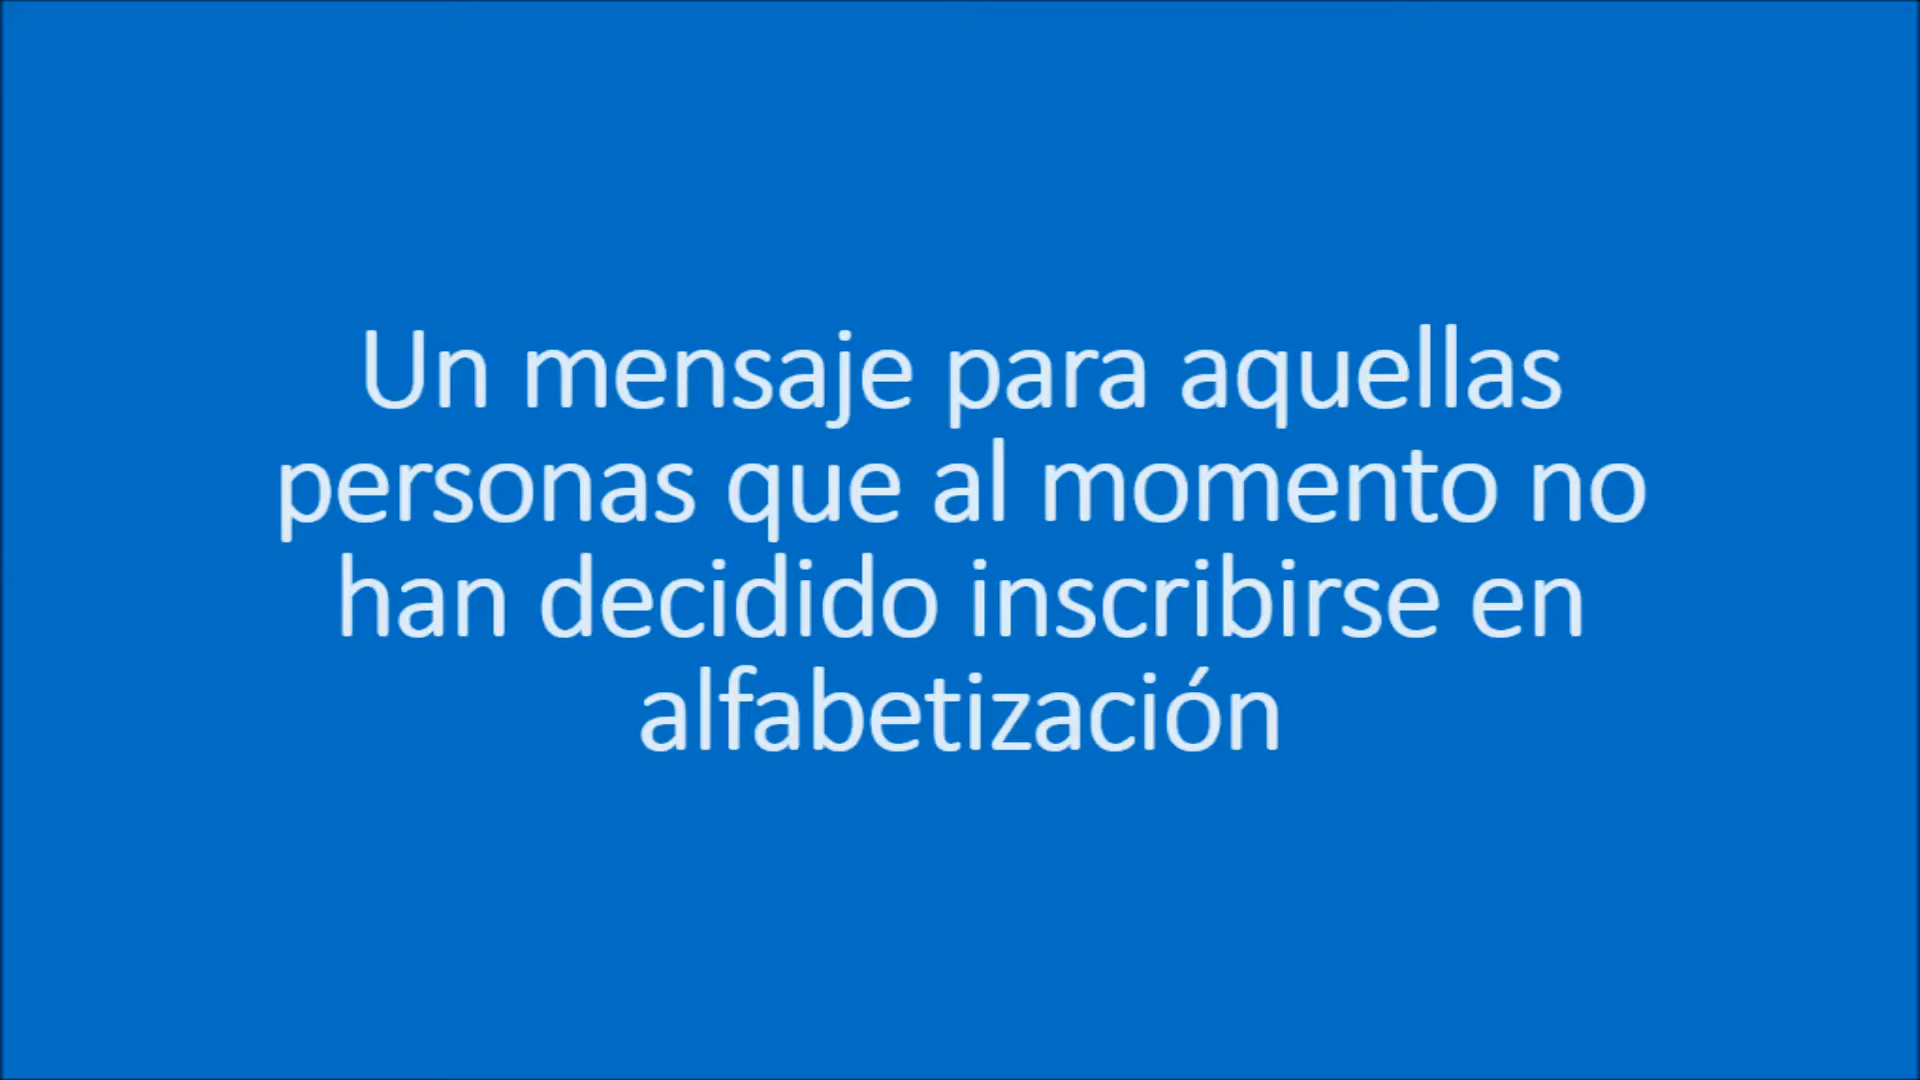 Un mensaje para aquellas
personas que al momento no
han decidido inscribirse en
alfabetización